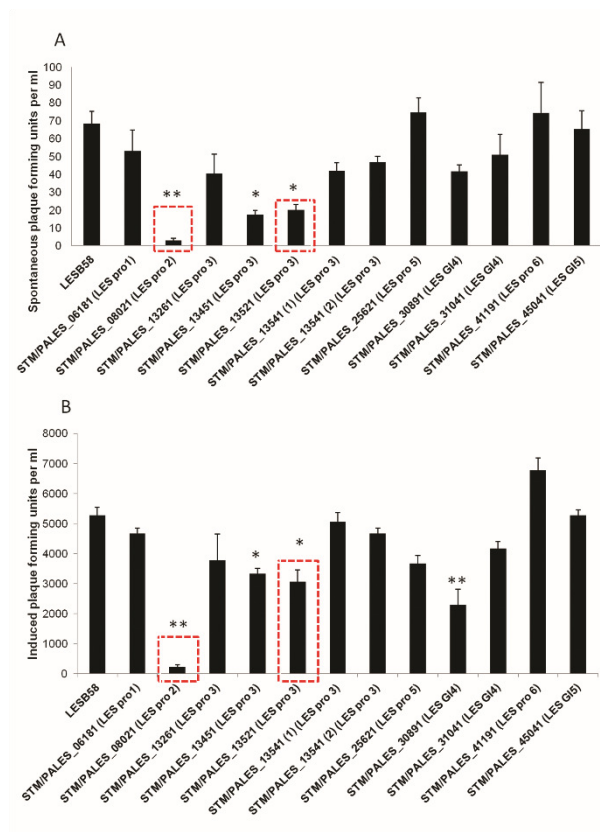 A
Spontaneous plaque forming units per ml
100
90
80
70
60
50
40
30
20
10
0
**
*
*
LESB58
STM/PALES_06181 (LES pro1)
STM/PALES_08021 (LES pro 2)
STM/PALES_13261 (LES pro 3)
STM/PALES_13451 (LES pro 3)
STM/PALES_13521 (LES pro 3)
STM/PALES_13541 (1) (LES pro 3)
STM/PALES_13541 (2) (LES pro 3)
STM/PALES_25621 (LES pro 5)
STM/PALES_30891 (LES GI4)
STM/PALES_31041 (LES GI4)
STM/PALES_41191 (LES pro 6)
STM/PALES_45041 (LES GI5)
B
Induced plaque forming units per ml
8000
7000
6000
5000
4000
3000
2000
1000
0
**
*
*
**
LESB58
STM/PALES_06181 (LES pro1)
STM/PALES_08021 (LES pro 2)
STM/PALES_13261 (LES pro 3)
STM/PALES_13451 (LES pro 3)
STM/PALES_13521 (LES pro 3)
STM/PALES_13541 (1) (LES pro 3)
STM/PALES_13541 (2) (LES pro 3)
STM/PALES_25621 (LES pro 5)
STM/PALES_30891 (LES GI4)
STM/PALES_31041 (LES GI4)
STM/PALES_41191 (LES pro 6)
STM/PALES_45041 (LES GI5)